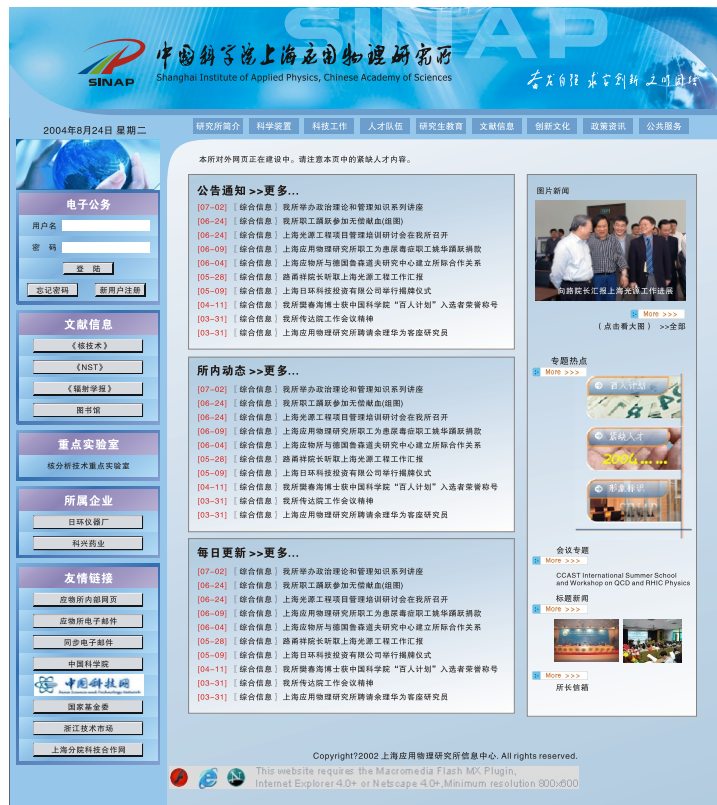 SINAP
中国科学院上海应用物理研究所
Shanghai Institute of Applied Physics, Chinese Academy of Sciences
SINAP
2004年8月24日 星期二
研究所简介 科学装置 科技工作 人才队伍 研究生教育 文献信息 创新文化 政策资讯 公共服务
本所对外网页正在建设中。请注意本页中的紧缺人才内容。
电子公务
用户名
密 码
登 陆
忘记密码 新用户注册
文献信息
《核技术》
《NST》
《辐射学报》
图书馆
重点实验室
核分析技术重点实验室
所属企业
日环仪器厂
科兴药业
友情链接
应物所内部网页
应物所电子邮件
同步电子邮件
中国科学院
中国科技网
国家基金委
浙江技术市场
上海分院科技合作网
公告通知 >>更多...
[07-02] [ 综合信息 ] 我所举办政治理论和管理知识系列讲座
[06-24] [ 综合信息 ] 我所职工踊跃参加无偿献血(组图)
[06-24] [ 综合信息 ] 上海光源工程项目管理培训研讨会在我所召开
[06-09] [ 综合信息 ] 上海应用物理研究所职工为患尿毒症职工姚华踊跃捐款
[06-04] [ 综合信息 ] 上海应物所与德国鲁森道夫研究中心建立所际合作关系
[05-28] [ 综合信息 ] 路甬祥院长听取上海光源工程工作汇报
[05-09] [ 综合信息 ] 上海日环科技投资有限公司举行揭牌仪式
[04-11] [ 综合信息 ] 我所樊春海博士获中国科学院“百人计划”入选者荣誉称号
[03-31] [ 综合信息 ] 我所传达院工作会议精神
[03-31] [ 综合信息 ] 上海应用物理研究所聘请余理华为客座研究员
所内动态 >>更多...
[07-02] [ 综合信息 ] 我所举办政治理论和管理知识系列讲座
[06-24] [ 综合信息 ] 我所职工踊跃参加无偿献血(组图)
[06-24] [ 综合信息 ] 上海光源工程项目管理培训研讨会在我所召开
[06-09] [ 综合信息 ] 上海应用物理研究所职工为患尿毒症职工姚华踊跃捐款
[06-04] [ 综合信息 ] 上海应物所与德国鲁森道夫研究中心建立所际合作关系
[05-28] [ 综合信息 ] 路甬祥院长听取上海光源工程工作汇报
[05-09] [ 综合信息 ] 上海日环科技投资有限公司举行揭牌仪式
[04-11] [ 综合信息 ] 我所樊春海博士获中国科学院“百人计划”入选者荣誉称号
[03-31] [ 综合信息 ] 我所传达院工作会议精神
[03-31] [ 综合信息 ] 上海应用物理研究所聘请余理华为客座研究员
每日更新 >>更多...
[07-02] [ 综合信息 ] 我所举办政治理论和管理知识系列讲座
[06-24] [ 综合信息 ] 我所职工踊跃参加无偿献血(组图)
[06-24] [ 综合信息 ] 上海光源工程项目管理培训研讨会在我所召开
[06-09] [ 综合信息 ] 上海应用物理研究所职工为患尿毒症职工姚华踊跃捐款
[06-04] [ 综合信息 ] 上海应物所与德国鲁森道夫研究中心建立所际合作关系
[05-28] [ 综合信息 ] 路甬祥院长听取上海光源工程工作汇报
[05-09] [ 综合信息 ] 上海日环科技投资有限公司举行揭牌仪式
[04-11] [ 综合信息 ] 我所樊春海博士获中国科学院“百人计划”入选者荣誉称号
[03-31] [ 综合信息 ] 我所传达院工作会议精神
[03-31] [ 综合信息 ] 上海应用物理研究所聘请余理华为客座研究员
图片新闻
向路院长汇报上海光源工作进展
More >>>
（点击看大图） >>全部
专题热点
More >>>
百人计划
紧缺人才
2004... ...
形象标识
会议专题
More >>>
CCAST International Summer School
and Workshop on QCD and RHIC Physics
标题新闻
More >>>
More >>>
所长信箱
Copyright?2002 上海应用物理研究所信息中心. All rights reserved.
This website requires the Macromedia Flash MX Plugin,
Internet Explorer 4.0+ or Netscape 4.0+,Minimum resolution 800x600